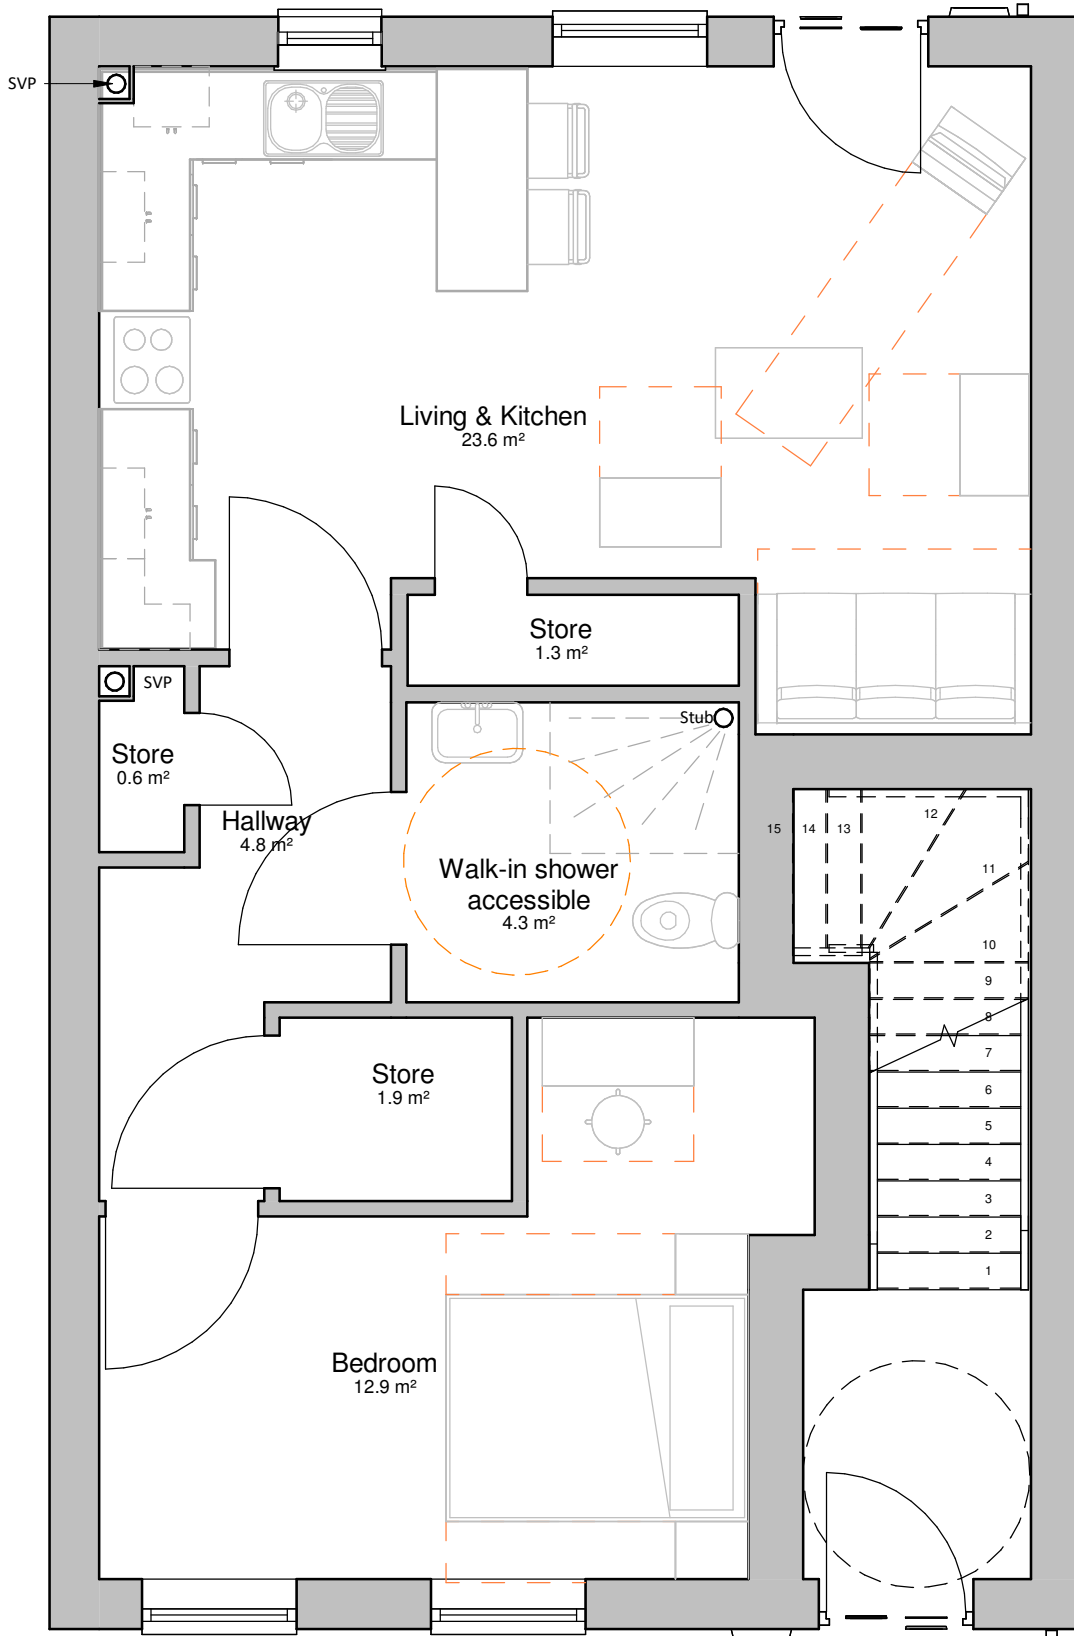 SVP
Living & Kitchen
23.6 m²
Store
1.3 m²
SVP
Stub
Store
0.6 m²
Hallway
4.8 m²
Walk-in shower
accessible
4.3 m²
15
14
13
12
11
10
9
8
7
6
5
4
3
2
1
Store
1.9 m²
Bedroom
12.9 m²